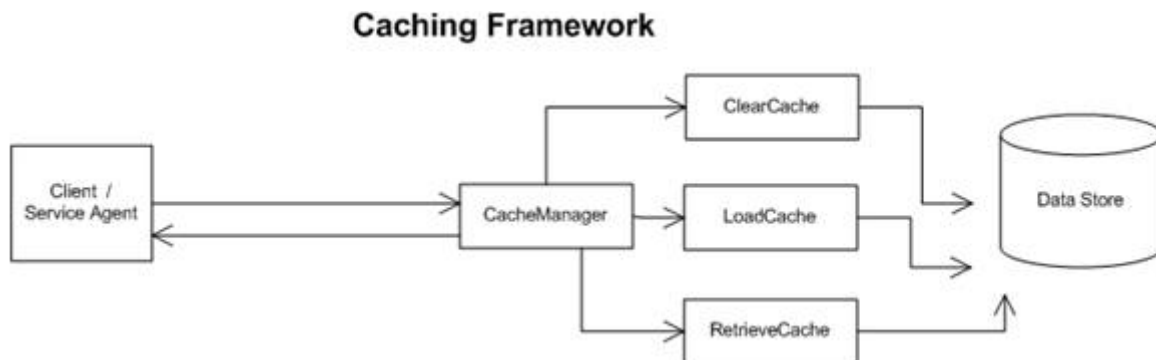 Caching Framework
ClearCache
Client /
Service Agent
CacheManager
LoadCache
Data Store
RetrieveCache